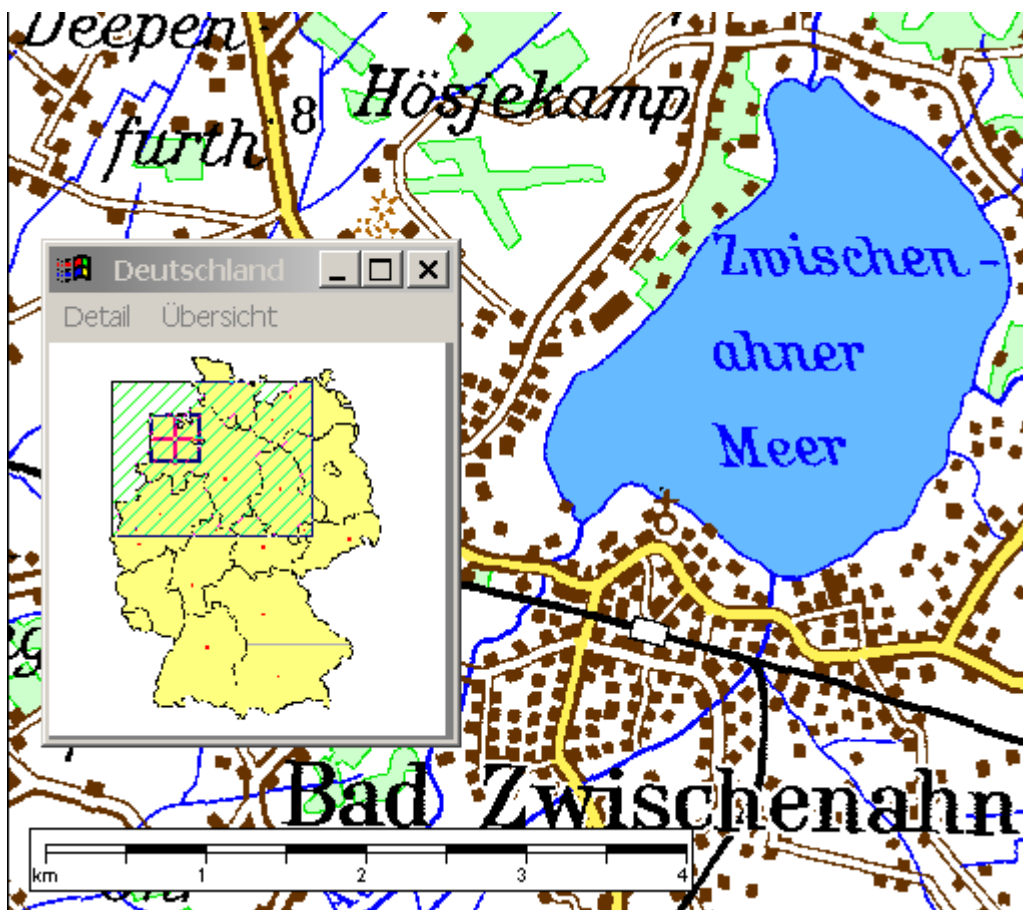 Deepen-
furth
8
Hösjekamp
Zwischen-
ahner
Meer
Deutschland
Detail Übersicht
Bad Zwischenahn
km 1 2 3 4